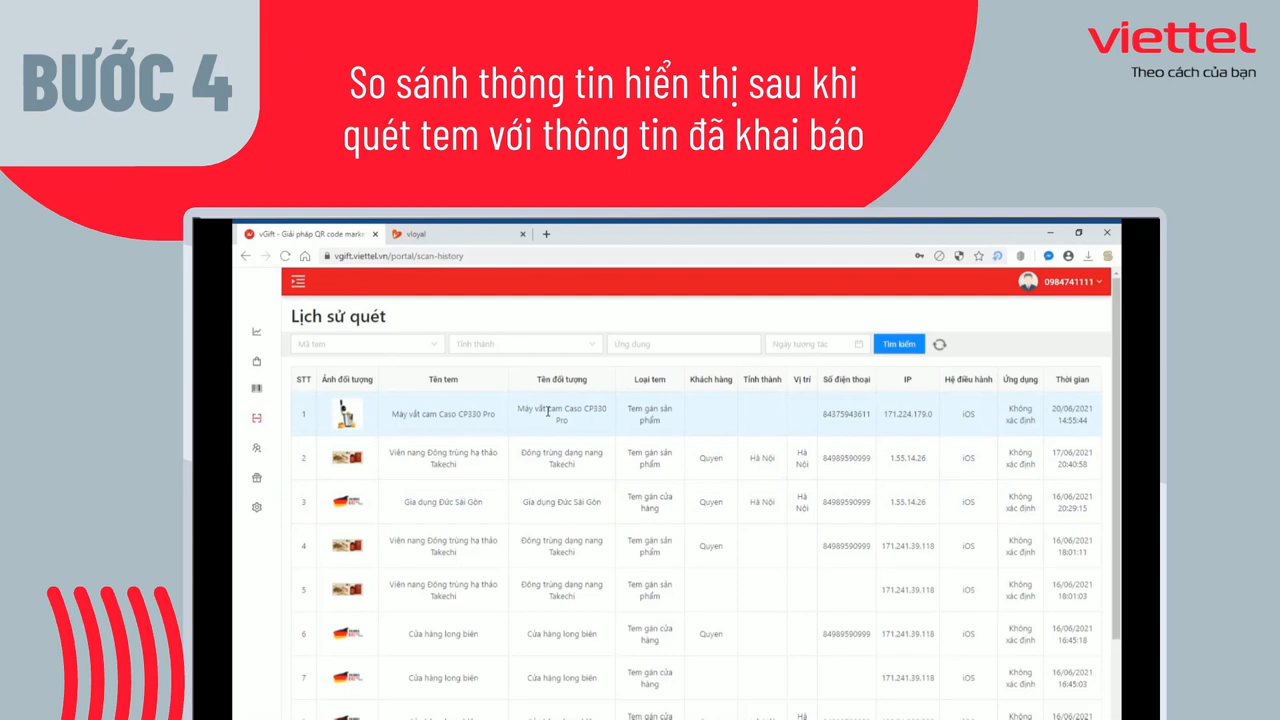 BƯỚC 4
So sánh thông tin hiển thị sau khi
quét tem với thông tin đã khai báo
viettel
Theo cách của bạn
vGift - Giải pháp QR code marke
vloyal
vgift.viettel.vn/portal/scan-history
0984741111
Lịch sử quét
Mã tem
Tỉnh thành
Ứng dụng
Ngày tương tác
Tìm kiếm
STT Ảnh đối tượng Tên tem Tên đối tượng Loại tem Khách hàng Tỉnh thành Vị trí Số điện thoại IP Hệ điều hành Ứng dụng Thời gian
1 Máy vắt cam Caso CP330 Pro Máy vắt cam Caso CP330 Pro Tem gán sản phẩm 84375943611 171.224.179.0 iOS Không xác định 20/06/2021 14:55:44
2 Viên nang Đông trùng hạ thảo Takechi Đông trùng dạng nang Takechi Tem gán sản phẩm Quyen Hà Nội Hà Nội 84989590999 1.55.14.26 iOS Không xác định 17/06/2021 20:40:58
3 Gia dụng Đức Sài Gòn Gia dụng Đức Sài Gòn Tem gán cửa hàng Quyen Hà Nội Hà Nội 84989590999 1.55.14.26 iOS Không xác định 16/06/2021 20:29:15
4 Viên nang Đông trùng hạ thảo Takechi Đông trùng dạng nang Takechi Tem gán sản phẩm Quyen 84989590999 171.241.39.118 iOS Không xác định 16/06/2021 18:01:11
5 Viên nang Đông trùng hạ thảo Takechi Đông trùng dạng nang Takechi Tem gán sản phẩm 171.241.39.118 iOS Không xác định 16/06/2021 18:01:03
6 Cửa hàng long biên Cửa hàng long biên Tem gán cửa hàng Quyen 84989590999 171.241.39.118 iOS Không xác định 16/06/2021 16:45:18
7 Cửa hàng long biên Cửa hàng long biên Tem gán cửa hàng 171.241.39.118 iOS Không xác định 16/06/2021 16:45:03